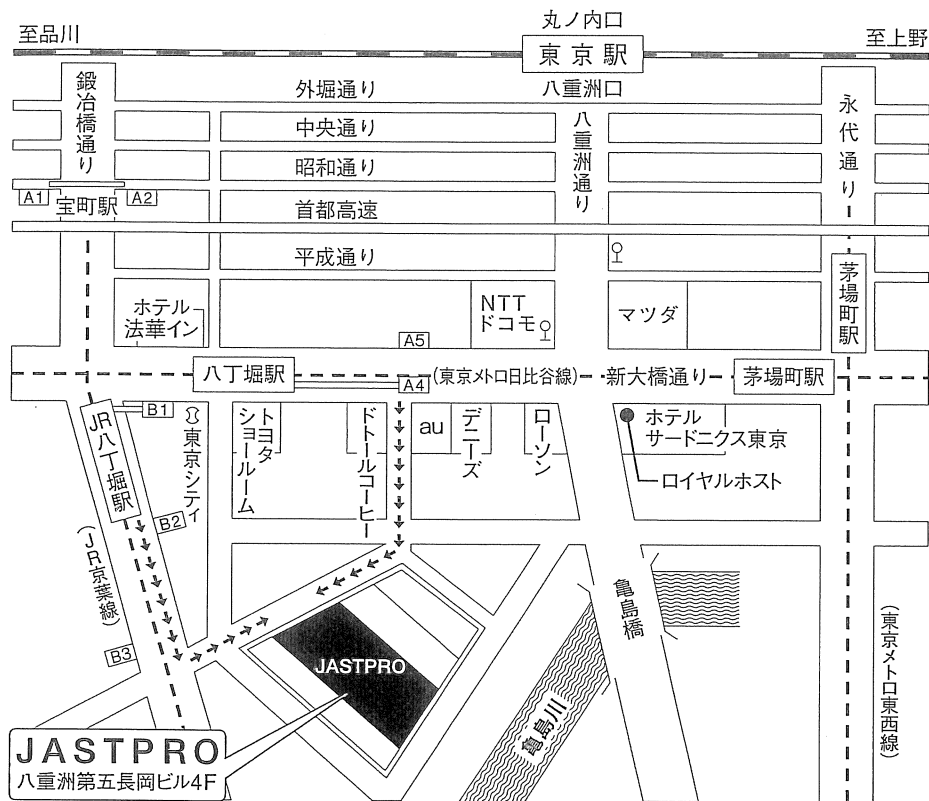 至品川
丸ノ内口
至上野
東京駅
八重洲口
鍛冶橋通り
外堀通り
中央通り
昭和通り
首都高速
平成通り
八重洲通り
永代通り
A1
A2
宝町駅
茅場町駅
ホテル
法華イン
NTT
ドコモ
マツダ
A5
八丁堀駅
A4
(東京メトロ日比谷線)
新大橋通り
茅場町駅
B1
JR八丁堀駅
東京シティ
トヨタ
ショールーム
ドトールコーヒー
au
デニーズ
ローソン
ホテル
サードニクス東京
ロイヤルホスト
B2
(JR京葉線)
B3
亀島橋
亀島川
(東京メトロ東西線)
JASTPRO
JASTPRO
八重洲第五長岡ビル4F